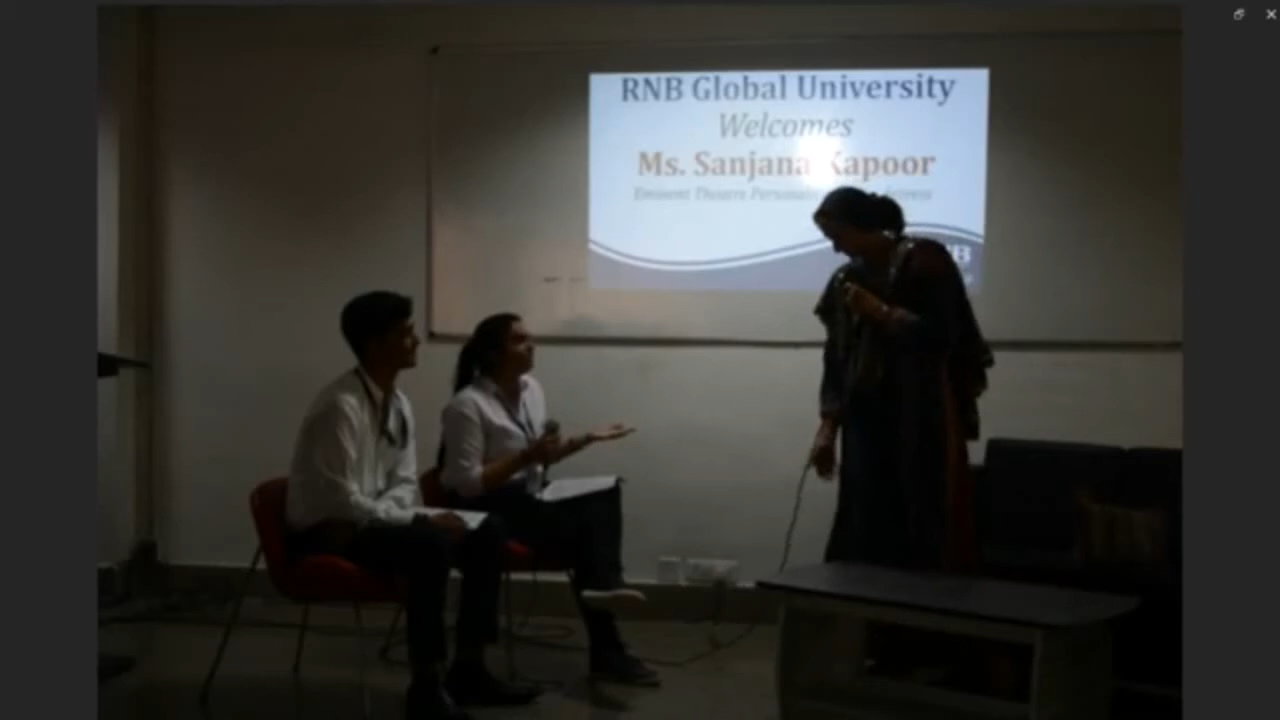 RNB Global University
Welcomes
Ms. Sanjana Kapoor
Eminent Theatre